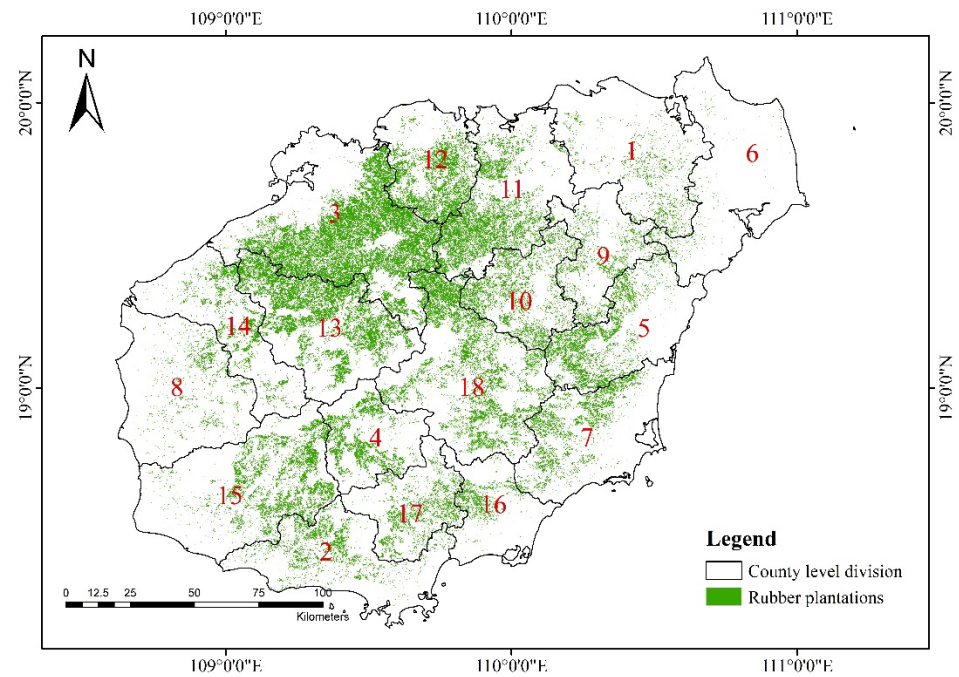 109°0'0"E 110°0'0"E 111°0'0"E
N
20°0'0"N
20°0'0"N
12
1
6
11
3
9
10
14
13
5
19°0'0"N
19°0'0"N
8
18
4
7
15
17
16
2
Legend
County level division
Rubber plantations
0 12.5 25 50 75 100
Kilometers
109°0'0"E 110°0'0"E 111°0'0"E